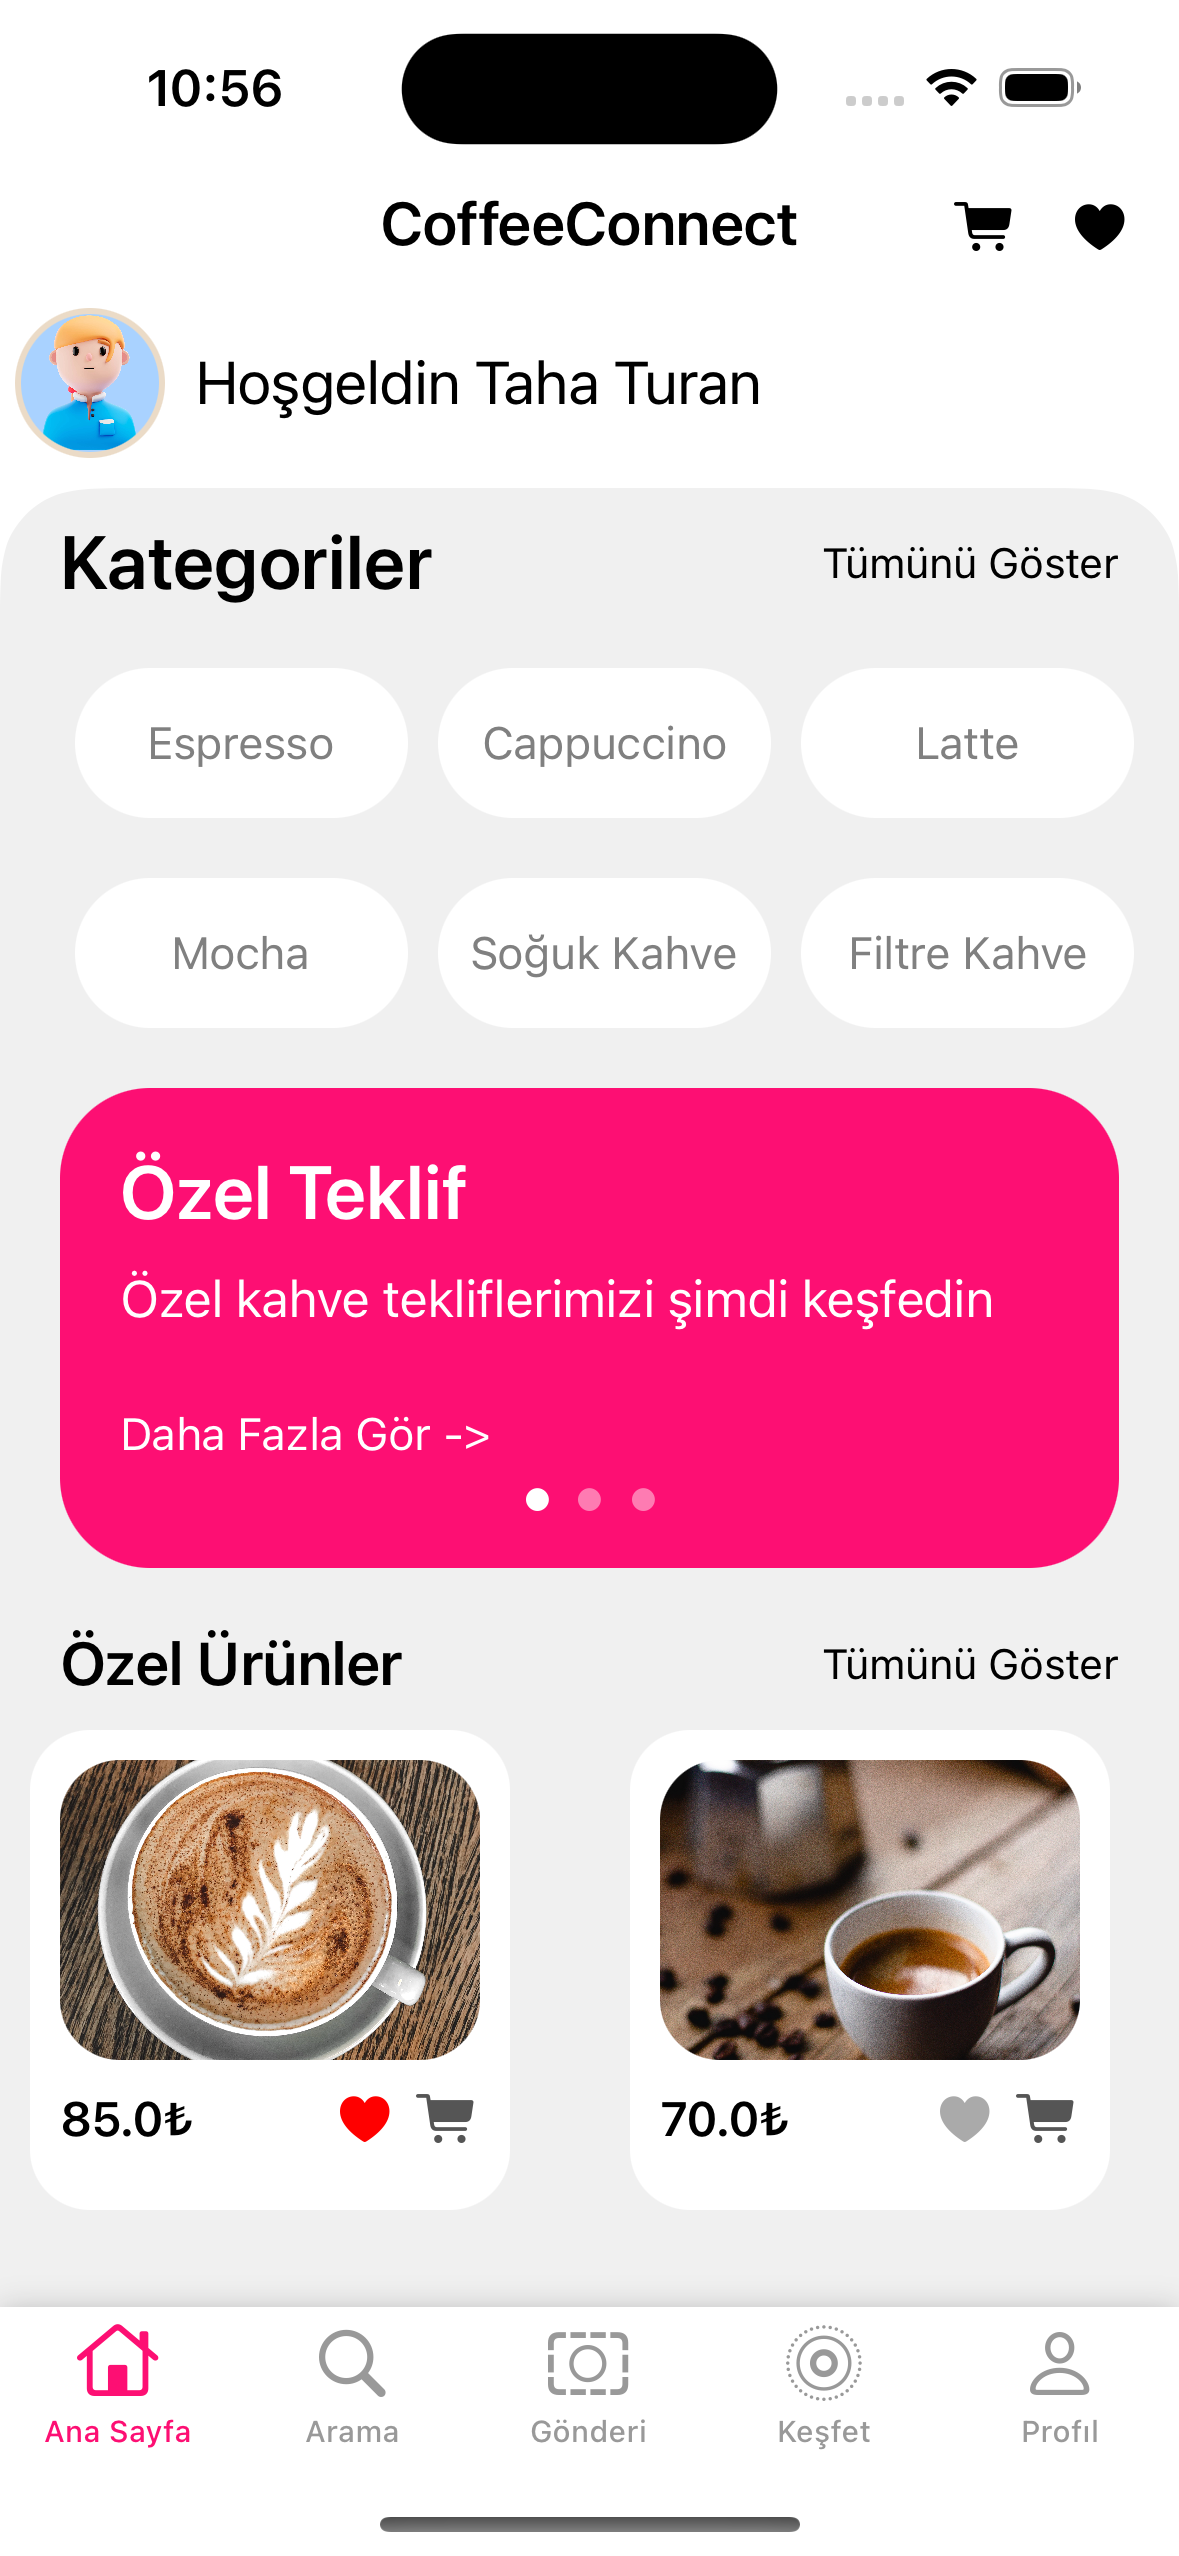 10:56
CoffeeConnect
Hoşgeldin Taha Turan
Kategoriler
Tümünü Göster
Espresso
Cappuccino
Latte
Mocha
Soğuk Kahve
Filtre Kahve
Özel Teklif
Özel kahve tekliflerimizi şimdi keşfedin
Daha Fazla Gör ->
Özel Ürünler
Tümünü Göster
85.0₺
70.0₺
Ana Sayfa
Arama
Gönderi
Keşfet
Profıl